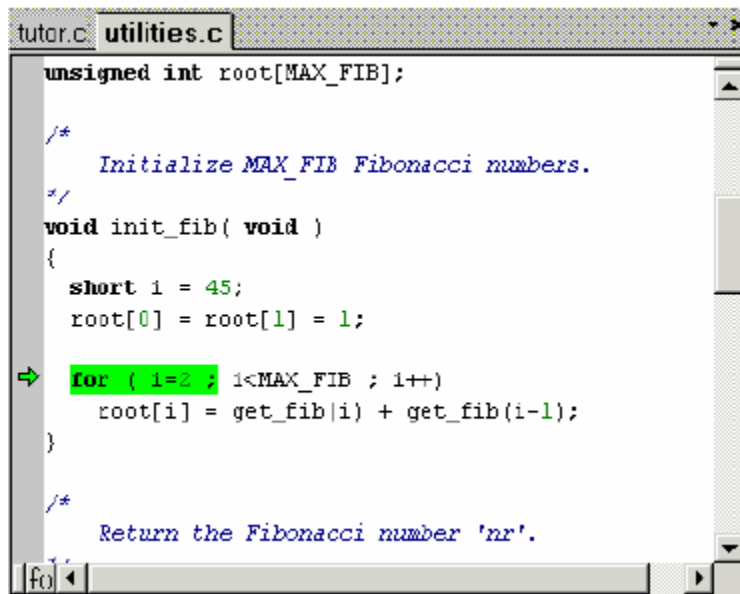 tutor.c utilities.c
unsigned int root[MAX_FIB];
/*
Initialize MAX_FIB Fibonacci numbers.
*/
void init_fib( void )
{
short i = 45;
root[0] = root[1] = 1;
for ( i=2 ; i<MAX_FIB ; i++)
root[i] = get_fib(i) + get_fib(i-1);
}
/*
Return the Fibonacci number 'nr'.
fo